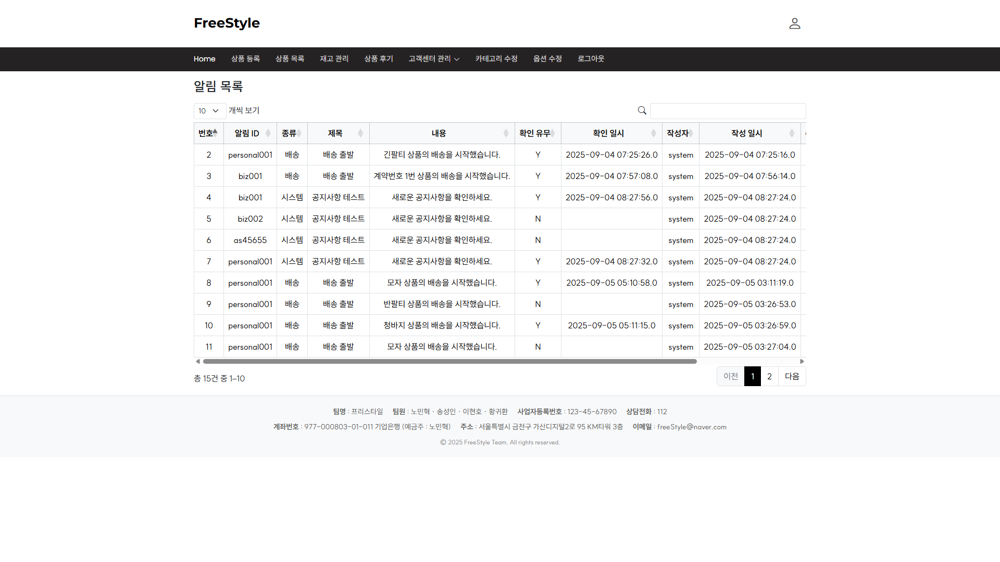 FreeStyle
Home 상품 등록 상품 목록 재고 관리 상품 후기 고객센터 관리 카테고리 수정 옵션 수정 로그아웃
알림 목록
10 개씩 보기
번호 알림 ID 종류 제목 내용 확인 유무 확인 일시 작성자 작성 일시
2 personal001 배송 배송 출발 긴팔티 상품의 배송을 시작했습니다. Y 2025-09-04 07:25:26.0 system 2025-09-04 07:25:16.0
3 biz001 배송 배송 출발 계약번호 1번 상품의 배송을 시작했습니다. Y 2025-09-04 07:57:08.0 system 2025-09-04 07:56:14.0
4 biz001 시스템 공지사항 테스트 새로운 공지사항을 확인하세요. Y 2025-09-04 08:27:56.0 system 2025-09-04 08:27:24.0
5 biz002 시스템 공지사항 테스트 새로운 공지사항을 확인하세요. N system 2025-09-04 08:27:24.0
6 as45655 시스템 공지사항 테스트 새로운 공지사항을 확인하세요. N system 2025-09-04 08:27:24.0
7 personal001 시스템 공지사항 테스트 새로운 공지사항을 확인하세요. Y 2025-09-04 08:27:32.0 system 2025-09-04 08:27:24.0
8 personal001 배송 배송 출발 모자 상품의 배송을 시작했습니다. Y 2025-09-05 05:10:58.0 system 2025-09-05 03:11:19.0
9 personal001 배송 배송 출발 반팔티 상품의 배송을 시작했습니다. N system 2025-09-05 03:26:53.0
10 personal001 배송 배송 출발 청바지 상품의 배송을 시작했습니다. Y 2025-09-05 05:11:15.0 system 2025-09-05 03:26:59.0
11 personal001 배송 배송 출발 모자 상품의 배송을 시작했습니다. N system 2025-09-05 03:27:04.0
총 15건 중 1–10 이전 1 2 다음
팀명 : 프리스타일 팀원 : 노민혁 · 송성인 · 이현호 · 황귀환 사업자등록번호 : 123-45-67890 상담전화 : 112
계좌번호 : 977-000803-01-011 기업은행 (예금주 : 노민혁) 주소 : 서울특별시 금천구 가산디지털2로 95 KM타워 3층 이메일 : freeStyle@naver.com
© 2025 FreeStyle Team. All rights reserved.